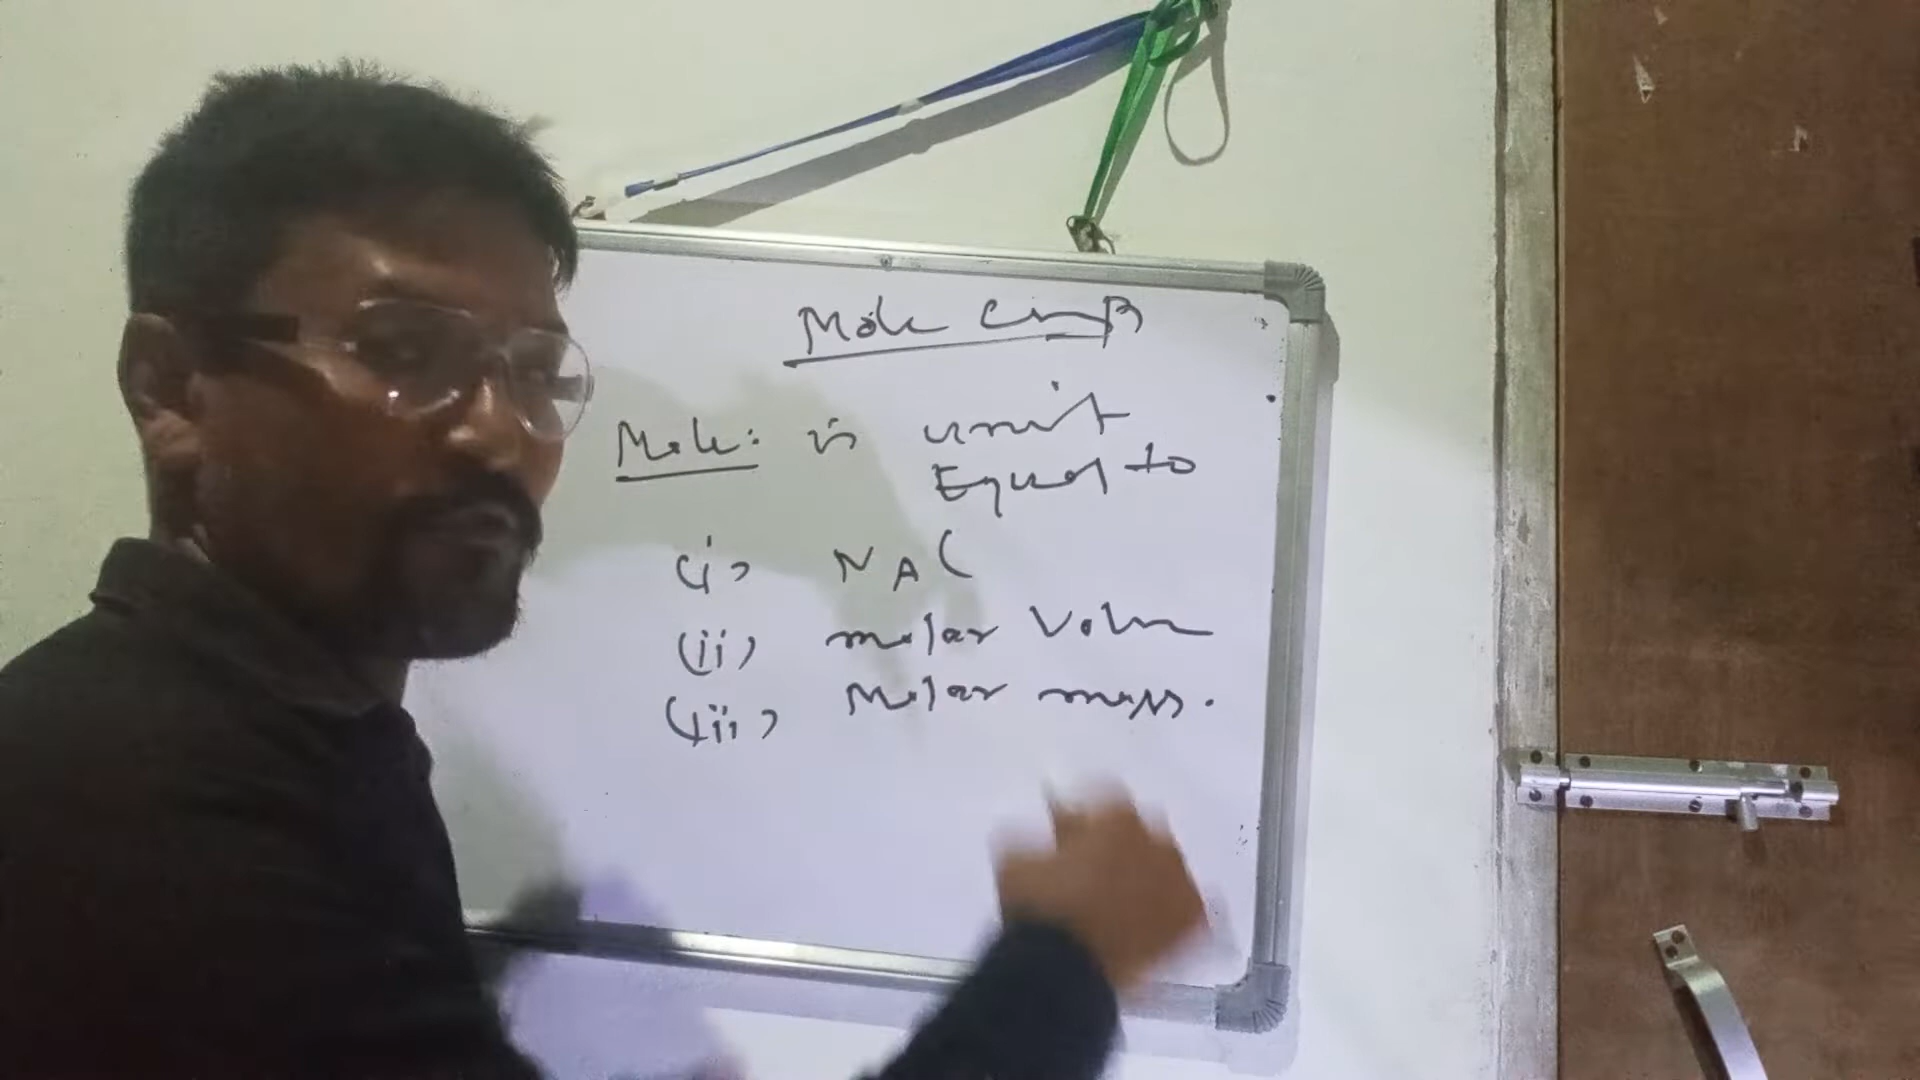 Mole Concept
Mole: is unit
Equal to
(i) NA (
(ii) molar Volume
(iii) Molar mass.